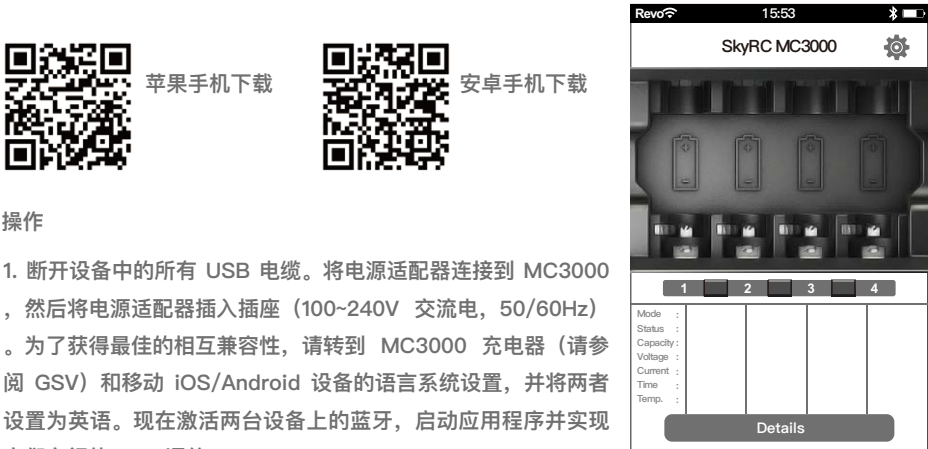 苹果手机下载
安卓手机下载
操作
1. 断开设备中的所有 USB 电缆。将电源适配器连接到 MC3000
，然后将电源适配器插入插座（100~240V 交流电，50/60Hz）
。为了获得最佳的相互兼容性，请转到 MC3000 充电器（请参
阅 GSV）和移动 iOS/Android 设备的语言系统设置，并将两者
设置为英语。现在激活两台设备上的蓝牙，启动应用程序并实现
Revo 15:53
SkyRC MC3000
1 2 3 4
Mode :
Status :
Capacity :
Voltage :
Current :
Time :
Temp. :
Details